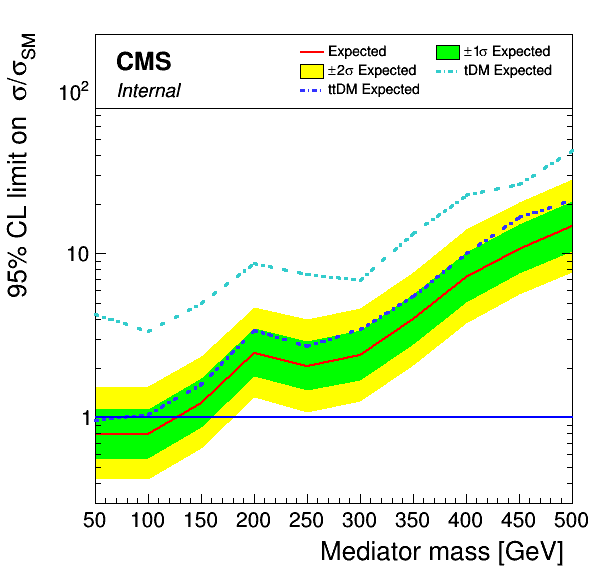 95% CL limit on σ/σSM
CMS
Internal
Expected
±1σ Expected
±2σ Expected
tDM Expected
ttDM Expected
10²
10
1
50 100 150 200 250 300 350 400 450 500
Mediator mass [GeV]